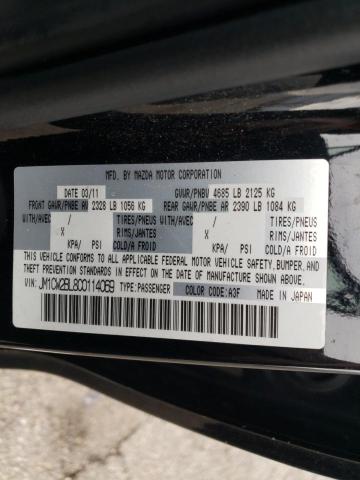 MFD. BY MAZDA MOTOR CORPORATION
DATE 03/11 GVWR/PNBV 4685 LB 2125 KG
FRONT GAWR/PNBE AV 2328 LB 1056 KG REAR GAWR/PNBE AR 2390 LB 1084 KG
WITH/AVEC / TIRES/PNEUS WITH/AVEC / TIRES/PNEUS
X RIMS/JANTES X RIMS/JANTES
KPA/ PSI COLD/A FROID KPA/ PSI COLD/A FROID
THIS VEHICLE CONFORMS TO ALL APPLICABLE FEDERAL MOTOR VEHICLE SAFETY, BUMPER, AND
THEFT PREVENTION STANDARDS IN EFFECT ON THE DATE OF MANUFACTURE SHOWN ABOVE.
VIN: JM1CW2BL8C0114069 TYPE:PASSENGER COLOR CODE: A3F MADE IN JAPAN